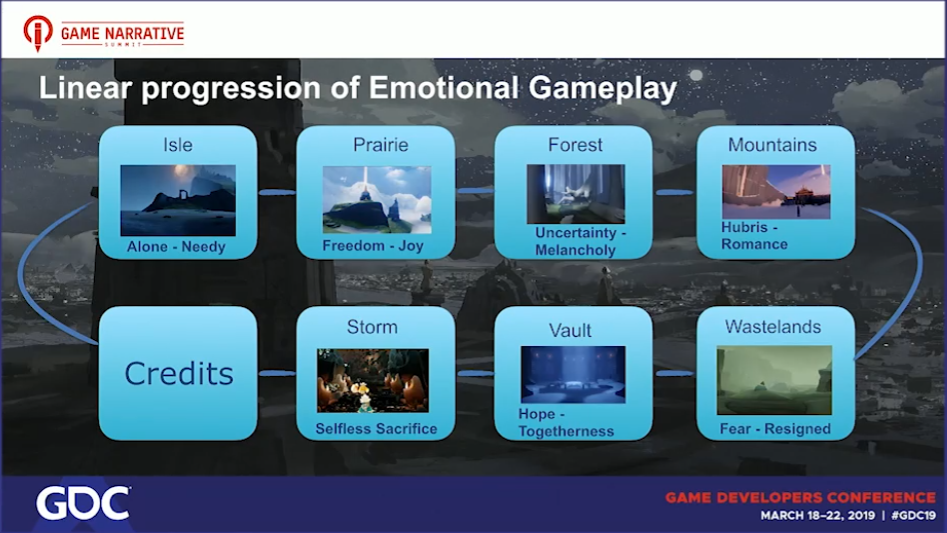 GAME NARRATIVE
SUMMIT
Linear progression of Emotional Gameplay
Isle
Alone - Needy
Prairie
Freedom - Joy
Forest
Uncertainty -
Melancholy
Mountains
Hubris -
Romance
Credits
Storm
Selfless Sacrifice
Vault
Hope -
Togetherness
Wastelands
Fear - Resigned
GDC
GAME DEVELOPERS CONFERENCE
MARCH 18–22, 2019 | #GDC19